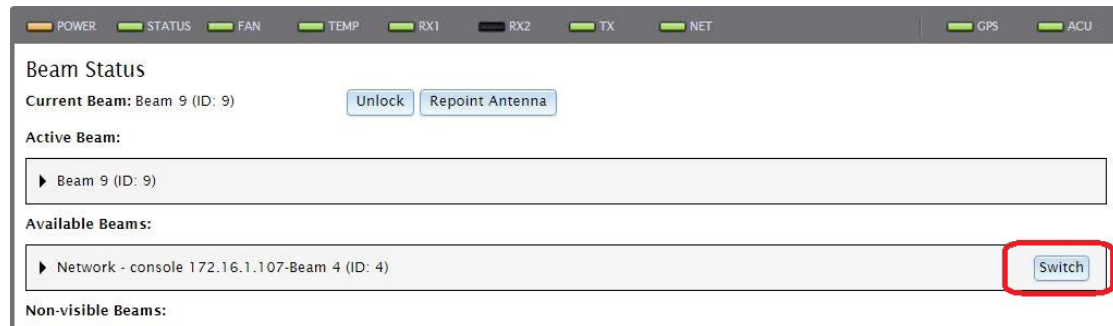 POWER STATUS FAN TEMP RX1 RX2 TX NET GPS ACU
Beam Status
Current Beam: Beam 9 (ID: 9) Unlock Repoint Antenna
Active Beam:
Beam 9 (ID: 9)
Available Beams:
Network - console 172.16.1.107-Beam 4 (ID: 4) Switch
Non-visible Beams: